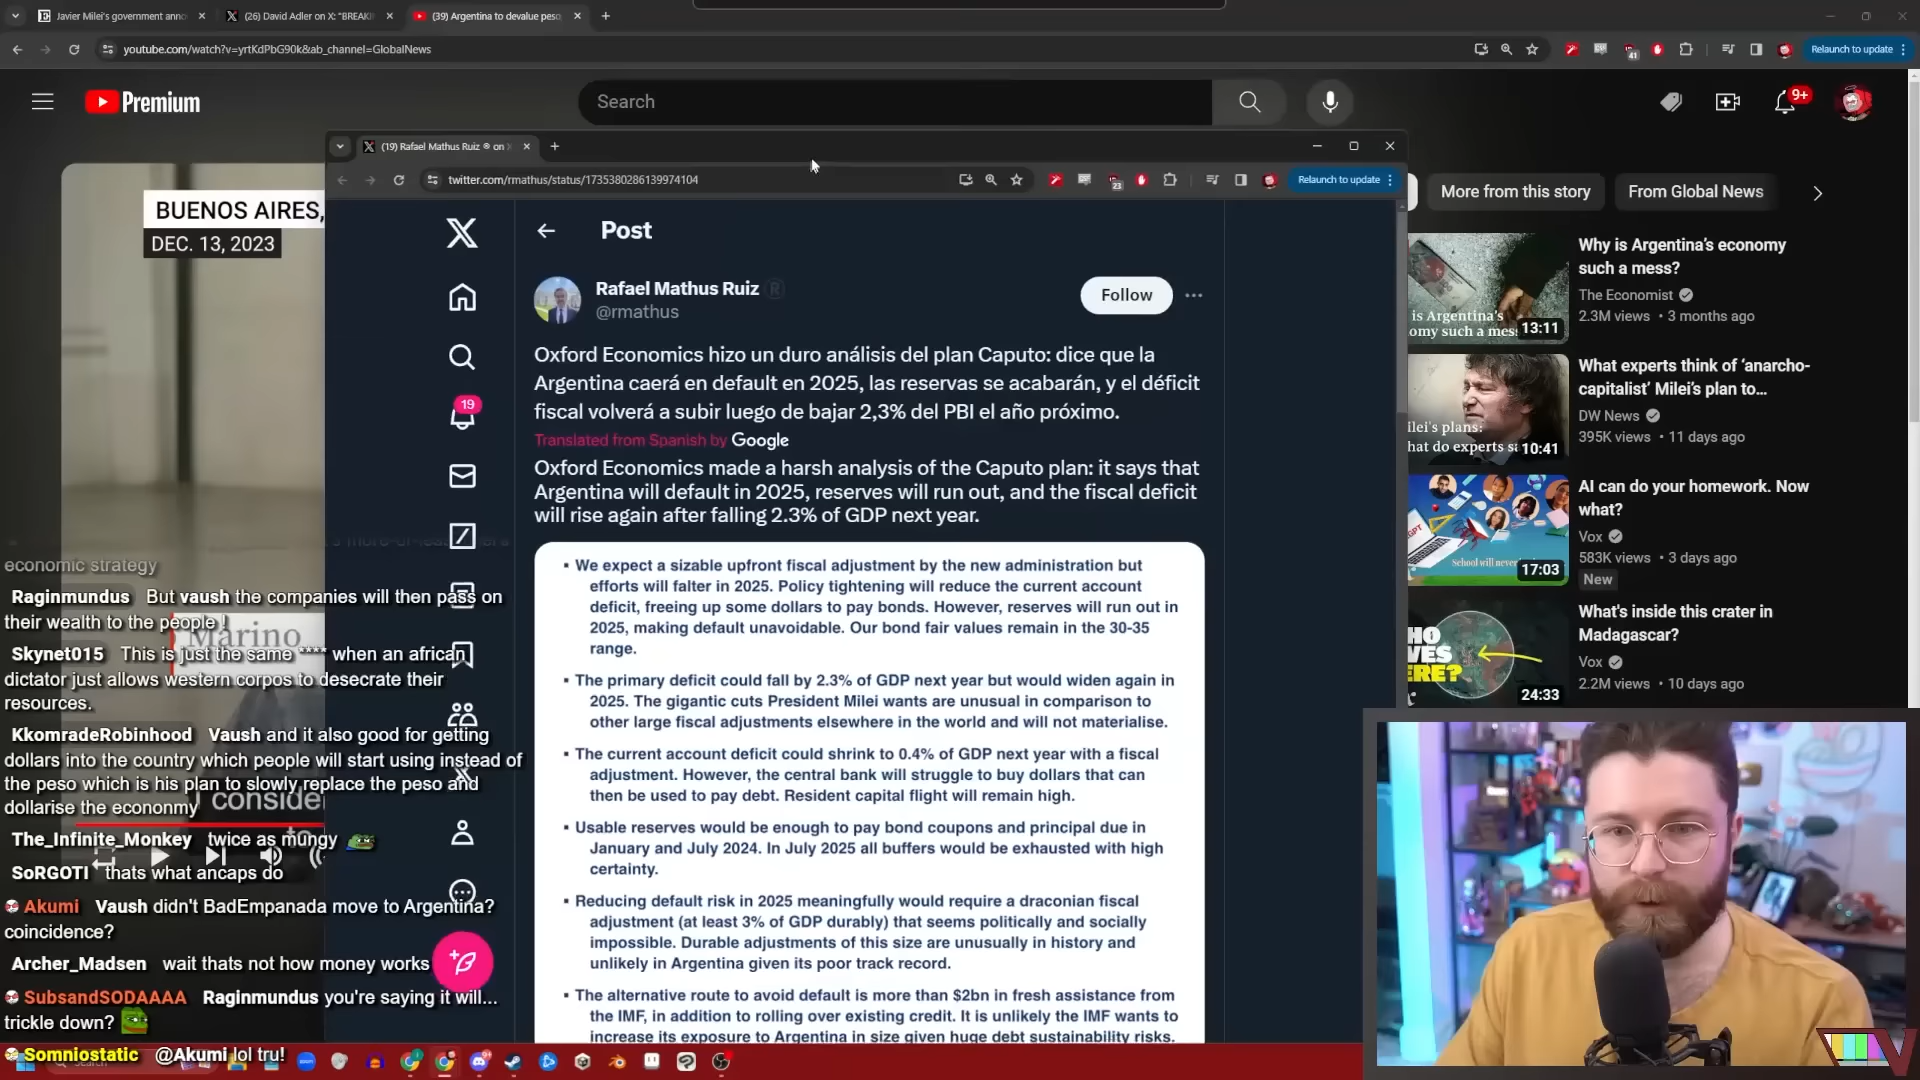 Javier Milei's government anno
(26) David Adler on X: "BREAKI
(39) Argentina to devalue peso
youtube.com/watch?v=yrtKdPbG90k&ab_channel=GlobalNews
41
Relaunch to update
Premium
Search
9+
BUENOS AIRES,
DEC. 13, 2023
(19) Rafael Mathus Ruiz ® on X
twitter.com/rmathus/status/1735380286139974104
23
Relaunch to update
Post
19
Rafael Mathus Ruiz
@rmathus
Follow
Oxford Economics hizo un duro análisis del plan Caputo: dice que la
Argentina caerá en default en 2025, las reservas se acabarán, y el déficit
fiscal volverá a subir luego de bajar 2,3% del PBI el año próximo.
Translated from Spanish by Google
Oxford Economics made a harsh analysis of the Caputo plan: it says that
Argentina will default in 2025, reserves will run out, and the fiscal deficit
will rise again after falling 2.3% of GDP next year.
▪ We expect a sizable upfront fiscal adjustment by the new administration but
efforts will falter in 2025. Policy tightening will reduce the current account
deficit, freeing up some dollars to pay bonds. However, reserves will run out in
2025, making default unavoidable. Our bond fair values remain in the 30-35
range.
▪ The primary deficit could fall by 2.3% of GDP next year but would widen again in
2025. The gigantic cuts President Milei wants are unusual in comparison to
other large fiscal adjustments elsewhere in the world and will not materialise.
▪ The current account deficit could shrink to 0.4% of GDP next year with a fiscal
adjustment. However, the central bank will struggle to buy dollars that can
then be used to pay debt. Resident capital flight will remain high.
▪ Usable reserves would be enough to pay bond coupons and principal due in
January and July 2024. In July 2025 all buffers would be exhausted with high
certainty.
▪ Reducing default risk in 2025 meaningfully would require a draconian fiscal
adjustment (at least 3% of GDP durably) that seems politically and socially
impossible. Durable adjustments of this size are unusually in history and
unlikely in Argentina given its poor track record.
▪ The alternative route to avoid default is more than $2bn in fresh assistance from
the IMF, in addition to rolling over existing credit. It is unlikely the IMF wants to
increase its exposure to Argentina in size given huge debt sustainability risks.
economic strategy
Raginmundus But vaush the companies will then pass on
their wealth to the people !
Skynet015 This is just the same **** when an african
dictator just allows western corpos to desecrate their
resources.
KkomradeRobinhood Vaush and it also good for getting
dollars into the country which people will start using instead of
the peso which is his plan to slowly replace the peso and
dollarise the econonmy
The_Infinite_Monkey twice as mungy
SoRGOTI thats what ancaps do
Akumi Vaush didn't BadEmpanada move to Argentina?
coincidence?
Archer_Madsen wait thats not how money works
SubsandSODAAAA Raginmundus you're saying it will...
trickle down?
Somniostatic @Akumi lol tru!
Marino
consider
to
Search
More from this story
From Global News
is Argentina's
omy such a mess
13:11
Why is Argentina's economy
such a mess?
The Economist
2.3M views • 3 months ago
ilei's plans:
hat do experts s
10:41
What experts think of 'anarcho-
capitalist' Milei's plan to...
DW News
395K views • 11 days ago
GPT
School will never
17:03
AI can do your homework. Now
what?
Vox
583K views • 3 days ago
New
HO
VES
ERE?
24:33
What's inside this crater in
Madagascar?
Vox
2.2M views • 10 days ago